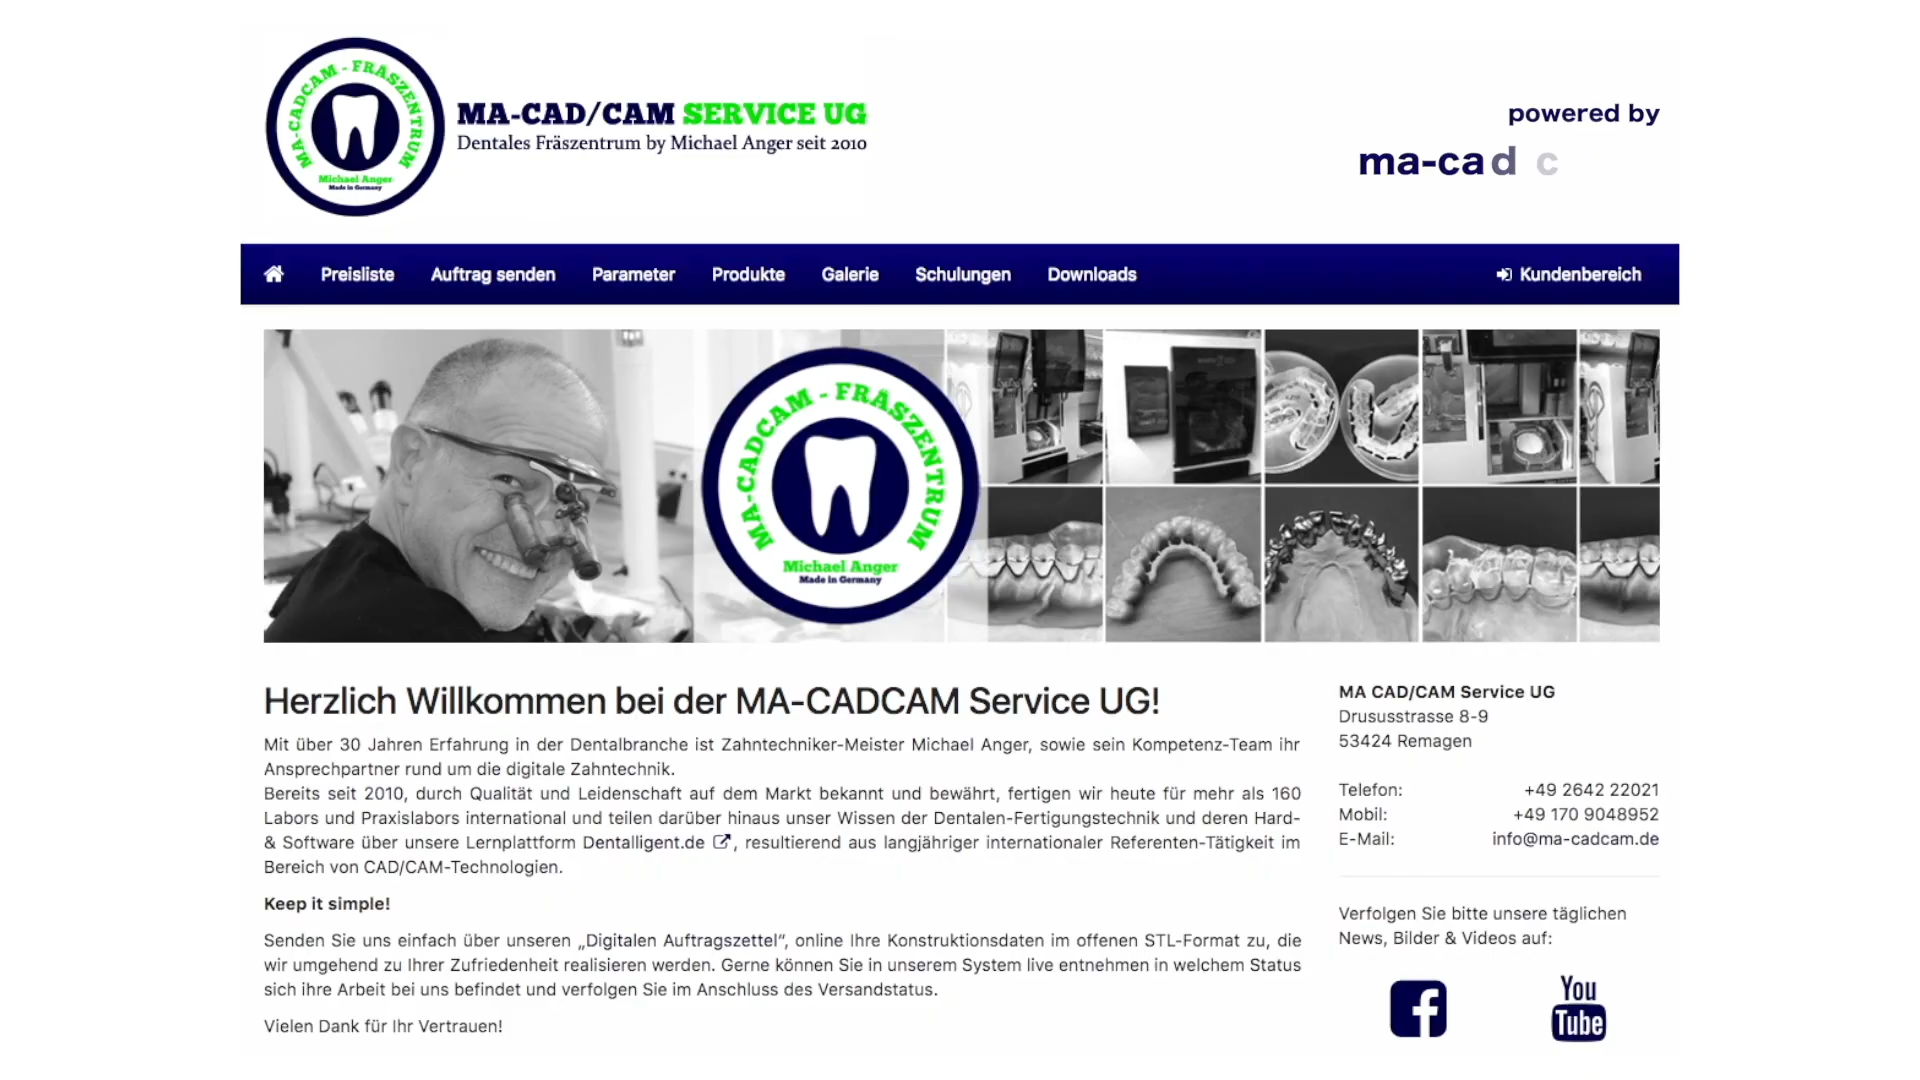 MA-CADCAM - FRÄSZENTRUM
Michael Anger
Made in Germany
MA-CAD/CAM SERVICE UG
Dentales Fräszentrum by Michael Anger seit 2010
powered by
ma-cad c
Preisliste Auftrag senden Parameter Produkte Galerie Schulungen Downloads Kundenbereich
MA-CADCAM - FRÄSZENTRUM
Michael Anger
Made in Germany
Herzlich Willkommen bei der MA-CADCAM Service UG!
Mit über 30 Jahren Erfahrung in der Dentalbranche ist Zahntechniker-Meister Michael Anger, sowie sein Kompetenz-Team ihr
Ansprechpartner rund um die digitale Zahntechnik.
Bereits seit 2010, durch Qualität und Leidenschaft auf dem Markt bekannt und bewährt, fertigen wir heute für mehr als 160
Labors und Praxislabors international und teilen darüber hinaus unser Wissen der Dentalen-Fertigungstechnik und deren Hard-
& Software über unsere Lernplattform Dentalligent.de , resultierend aus langjähriger internationaler Referenten-Tätigkeit im
Bereich von CAD/CAM-Technologien.
Keep it simple!
Senden Sie uns einfach über unseren „Digitalen Auftragszettel“, online Ihre Konstruktionsdaten im offenen STL-Format zu, die
wir umgehend zu Ihrer Zufriedenheit realisieren werden. Gerne können Sie in unserem System live entnehmen in welchem Status
sich ihre Arbeit bei uns befindet und verfolgen Sie im Anschluss des Versandstatus.
Vielen Dank für Ihr Vertrauen!
MA CAD/CAM Service UG
Drususstrasse 8-9
53424 Remagen
Telefon: +49 2642 22021
Mobil: +49 170 9048952
E-Mail: info@ma-cadcam.de
Verfolgen Sie bitte unsere täglichen
News, Bilder & Videos auf:
f
You
Tube